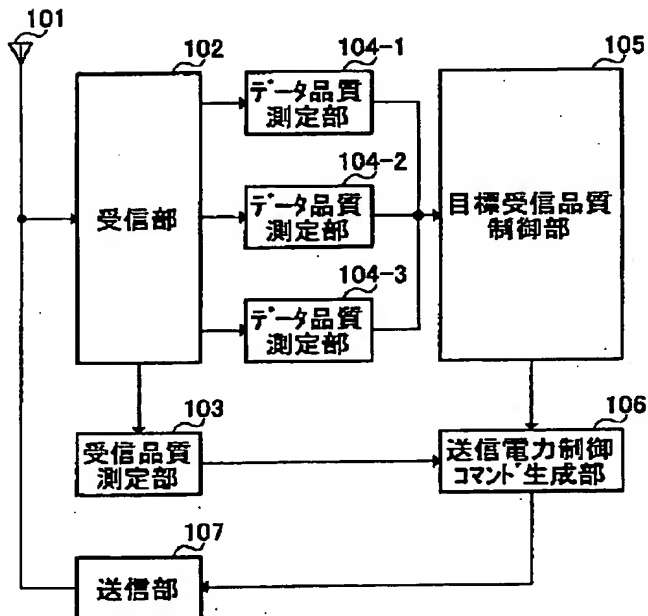 101
102
104-1
105
データ品質
測定部
104-2
受信部
データ品質
測定部
目標受信品質
制御部
104-3
データ品質
測定部
103
106
受信品質
測定部
送信電力制御
コマンド生成部
107
送信部